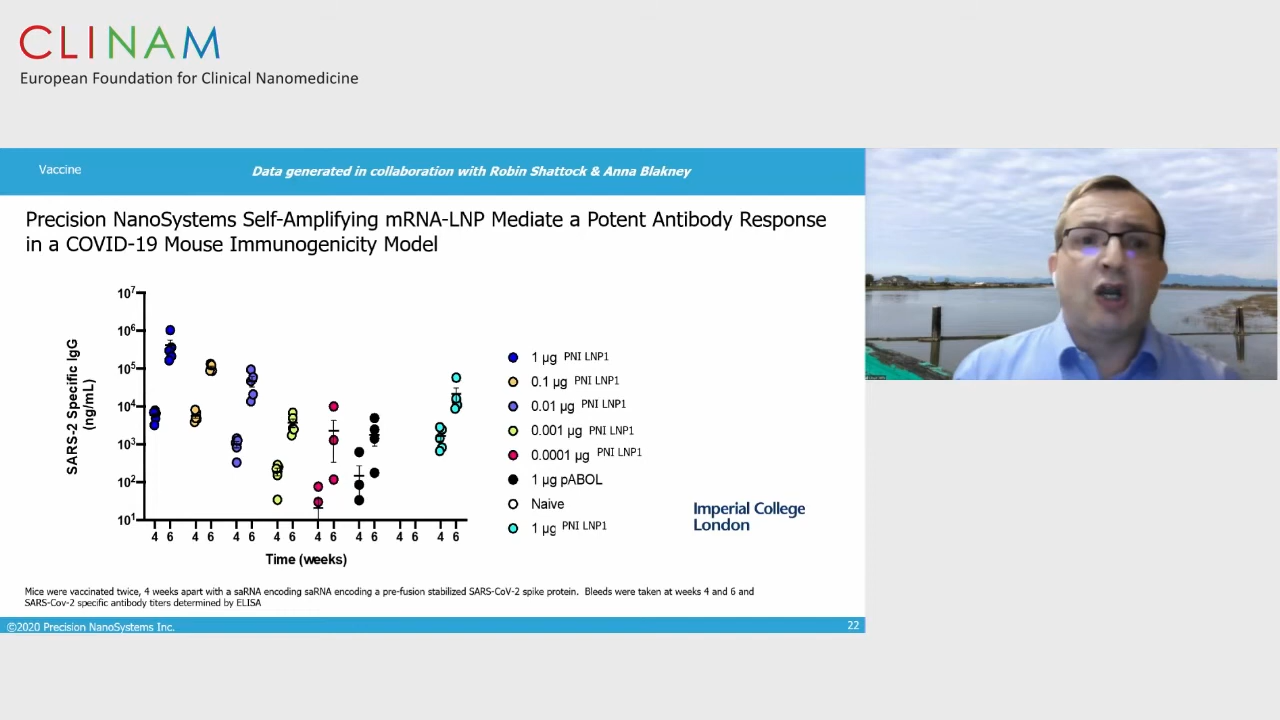 CLINAM
European Foundation for Clinical Nanomedicine
Vaccine
Data generated in collaboration with Robin Shattock & Anna Blakney
Precision NanoSystems Self-Amplifying mRNA-LNP Mediate a Potent Antibody Response
in a COVID-19 Mouse Immunogenicity Model
SARS-2 Specific IgG
(ng/mL)
10⁷
10⁶
10⁵
10⁴
10³
10²
10¹
4 6 4 6 4 6 4 6 4 6 4 6 4 6 4 6
Time (weeks)
1 µg PNI LNP1
0.1 µg PNI LNP1
0.01 µg PNI LNP1
0.001 µg PNI LNP1
0.0001 µg PNI LNP1
1 µg pABOL
Naive
1 µg PNI LNP1
Imperial College
London
Mice were vaccinated twice, 4 weeks apart with a saRNA encoding saRNA encoding a pre-fusion stabilized SARS-CoV-2 spike protein. Bleeds were taken at weeks 4 and 6 and
SARS-Cov-2 specific antibody titers determined by ELISA
©2020 Precision NanoSystems Inc.
22